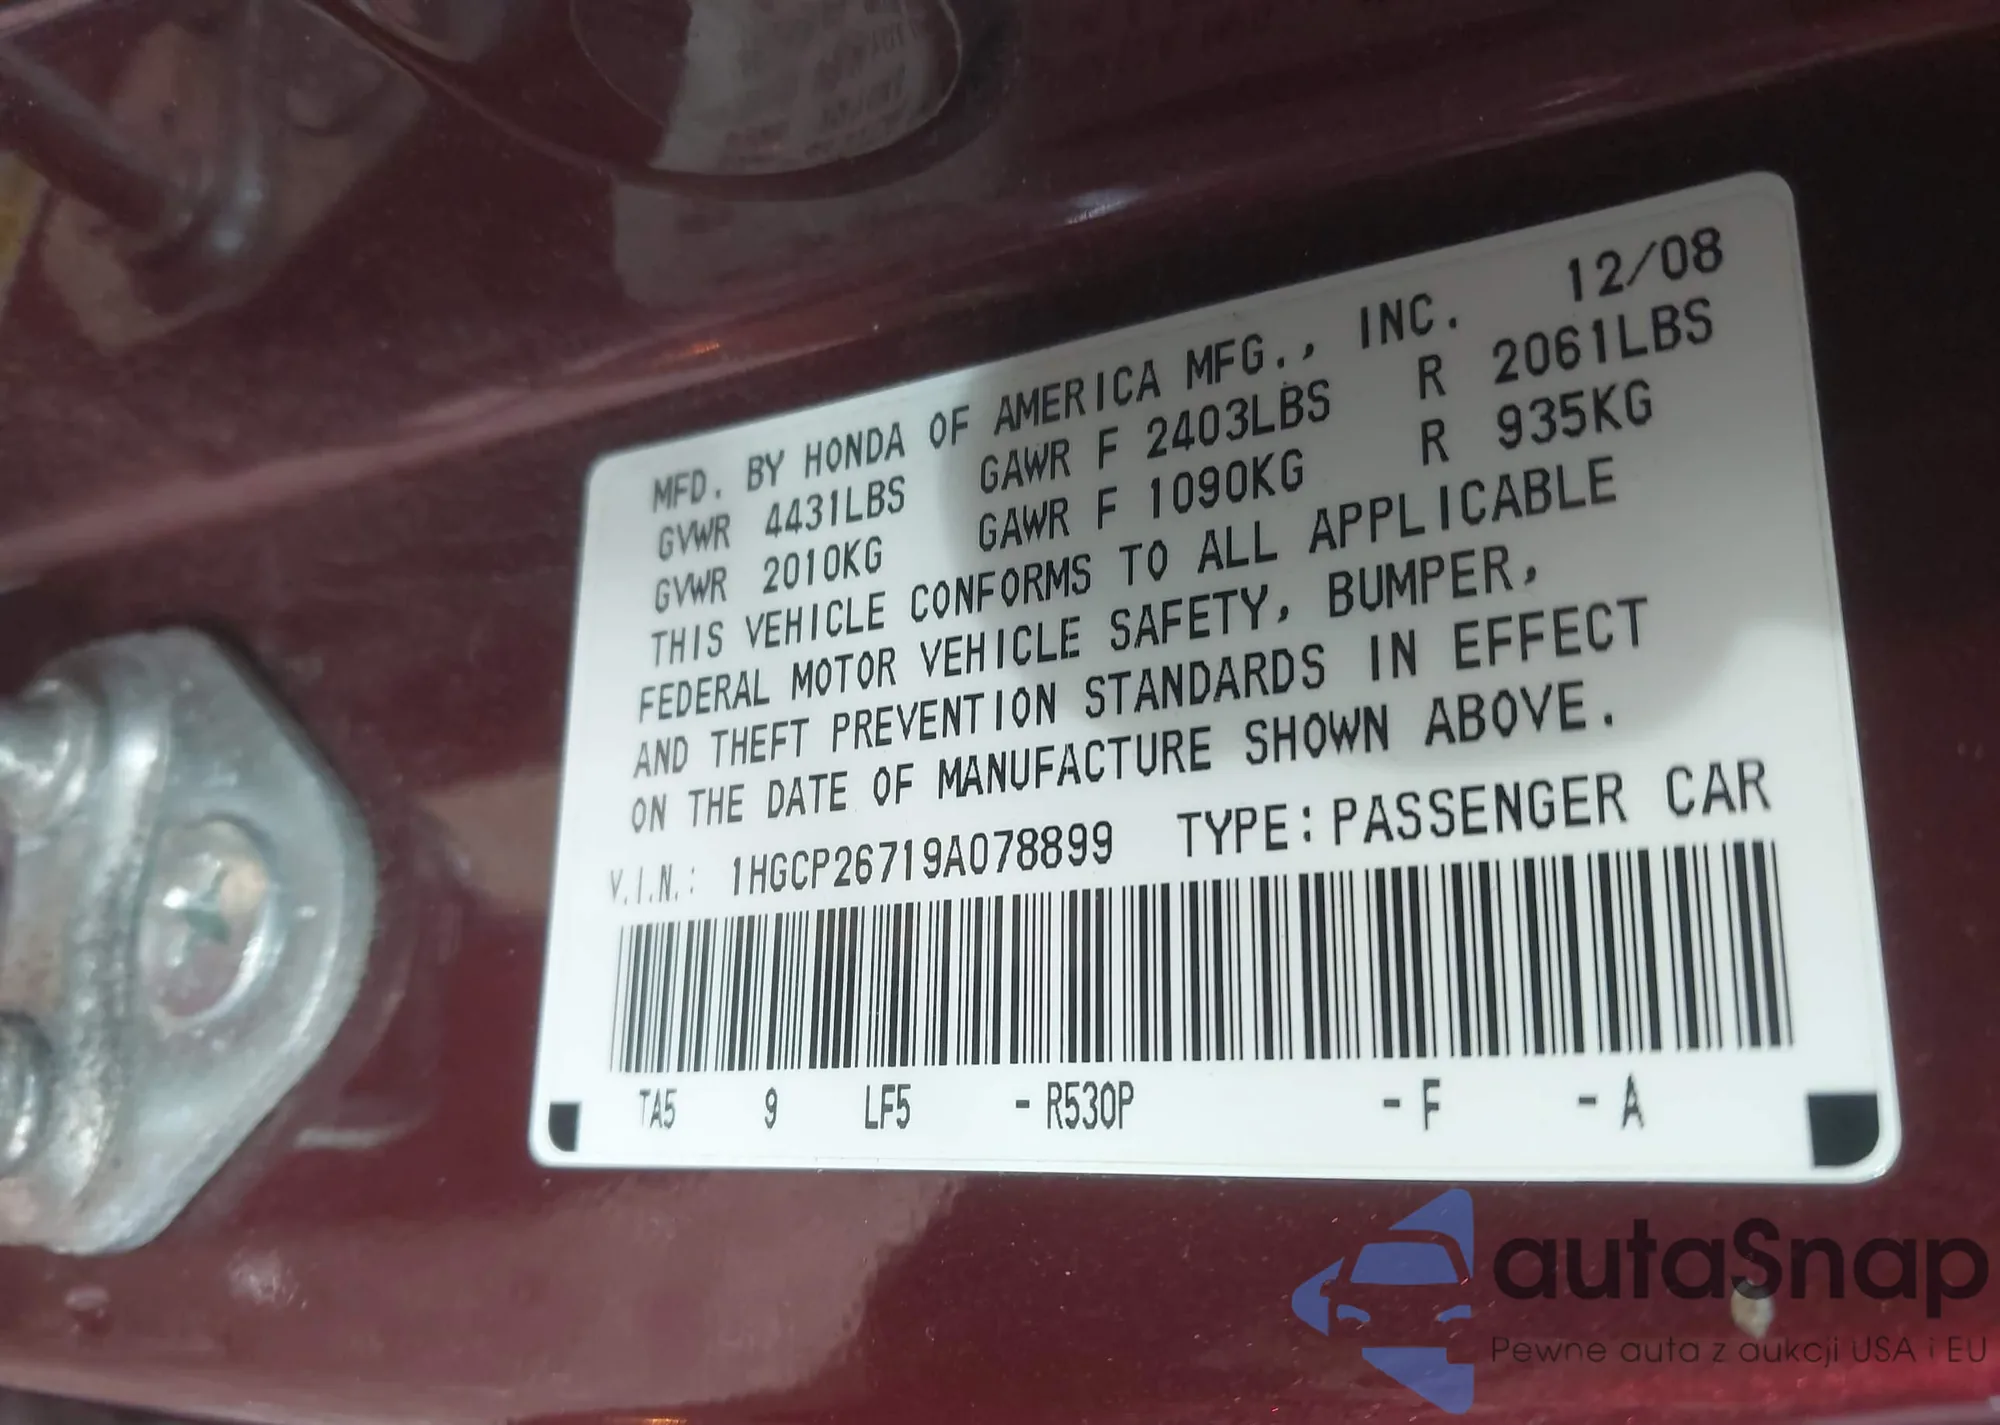 MFD. BY HONDA OF AMERICA MFG., INC. 12/08
GVWR 4431LBS GAWR F 2403LBS R 2061LBS
GVWR 2010KG GAWR F 1090KG R 935KG
THIS VEHICLE CONFORMS TO ALL APPLICABLE
FEDERAL MOTOR VEHICLE SAFETY, BUMPER,
AND THEFT PREVENTION STANDARDS IN EFFECT
ON THE DATE OF MANUFACTURE SHOWN ABOVE.
V.I.N.: 1HGCP26719A078899 TYPE:PASSENGER CAR
TA5 9 LF5 -R530P -F -A
autaSnap
Pewne auta z aukcji USA i EU